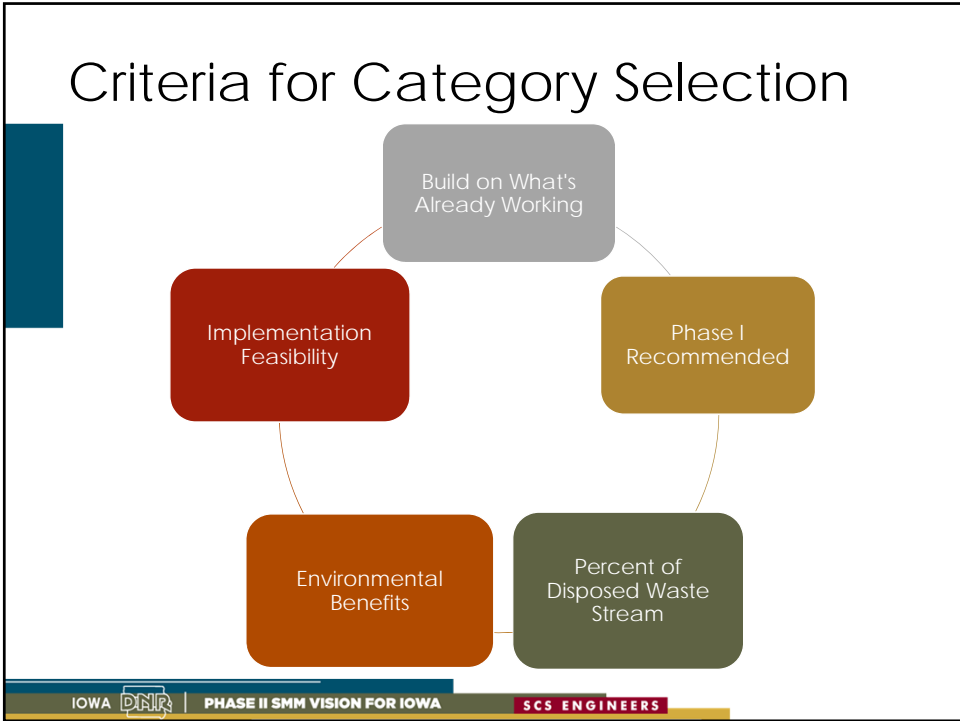 Criteria for Category Selection
Build on What's
Already Working
Phase I
Recommended
Percent of
Disposed Waste
Stream
Environmental
Benefits
Implementation
Feasibility
IOWA DNR | PHASE II SMM VISION FOR IOWA
SCS ENGINEERS